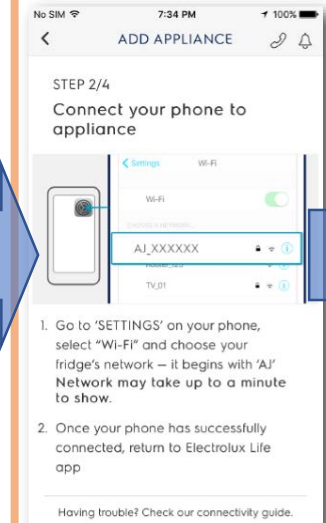 No SIM 7:34 PM 100%
ADD APPLIANCE
STEP 2/4
Connect your phone to
appliance
Settings Wi-Fi
Wi-Fi
CHOOSE A NETWORK...
AJ_XXXXXX
TV_01
1. Go to ‘SETTINGS’ on your phone,
select “Wi-Fi” and choose your
fridge’s network – it begins with ‘AJ’
Network may take up to a minute
to show.
2. Once your phone has successfully
connected, return to Electrolux Life
app
Having trouble? Check our connectivity guide.